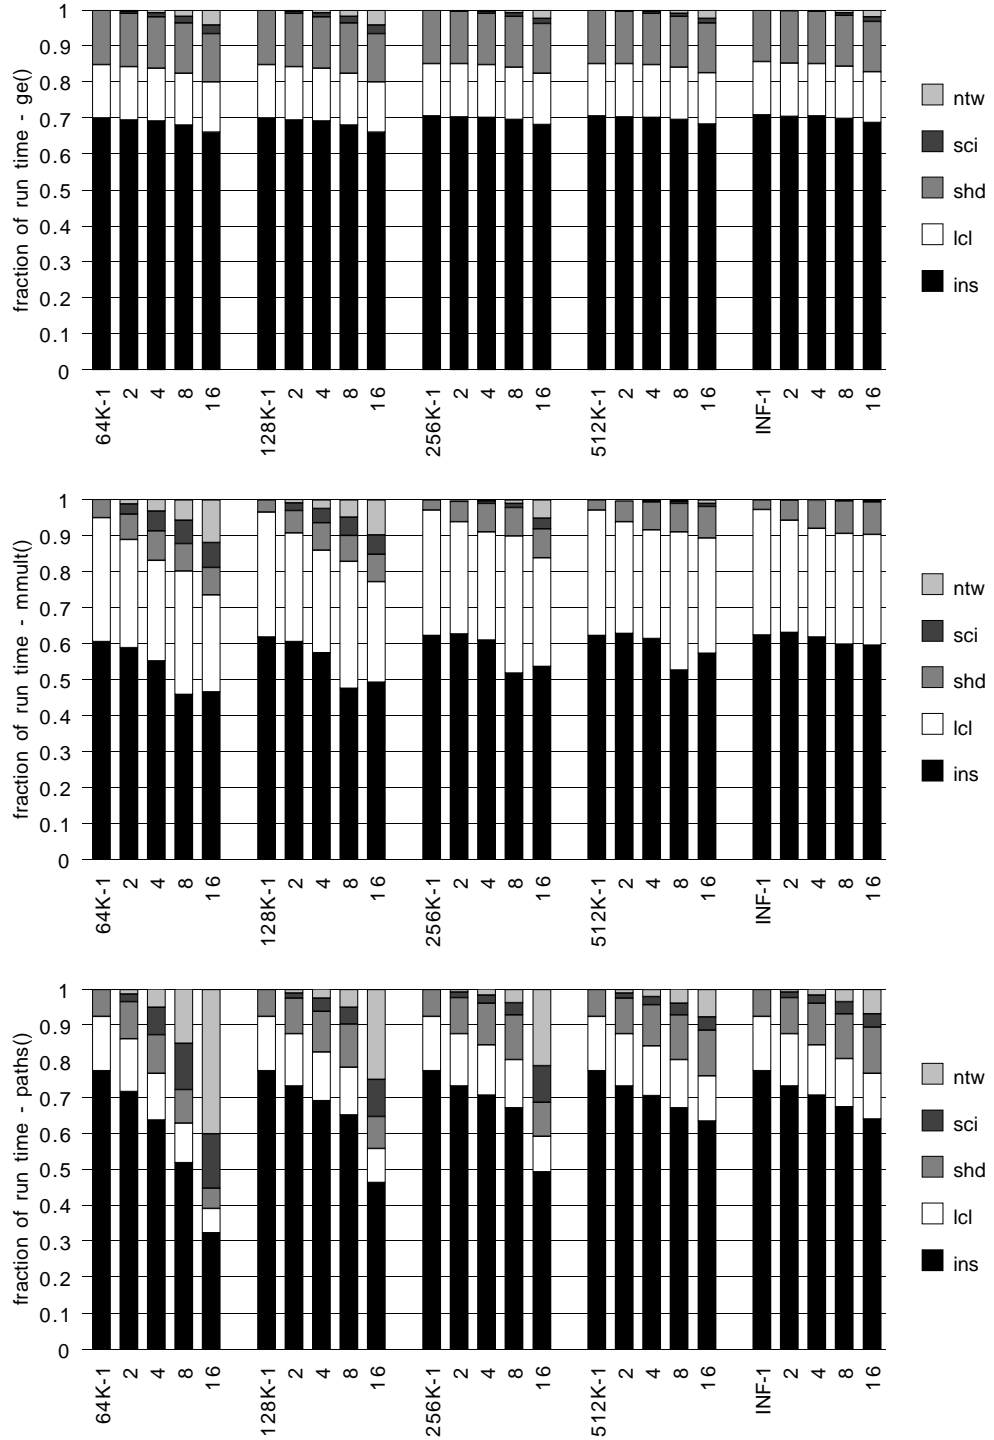 1
0.9
0.8
0.7
0.6
0.5
0.4
0.3
0.2
0.1
0
fraction of run time - ge()
64K-1 2 4 8 16 128K-1 2 4 8 16 256K-1 2 4 8 16 512K-1 2 4 8 16 INF-1 2 4 8 16
ntw
sci
shd
lcl
ins
1
0.9
0.8
0.7
0.6
0.5
0.4
0.3
0.2
0.1
0
fraction of run time - mmult()
64K-1 2 4 8 16 128K-1 2 4 8 16 256K-1 2 4 8 16 512K-1 2 4 8 16 INF-1 2 4 8 16
ntw
sci
shd
lcl
ins
1
0.9
0.8
0.7
0.6
0.5
0.4
0.3
0.2
0.1
0
fraction of run time - paths()
64K-1 2 4 8 16 128K-1 2 4 8 16 256K-1 2 4 8 16 512K-1 2 4 8 16 INF-1 2 4 8 16
ntw
sci
shd
lcl
ins